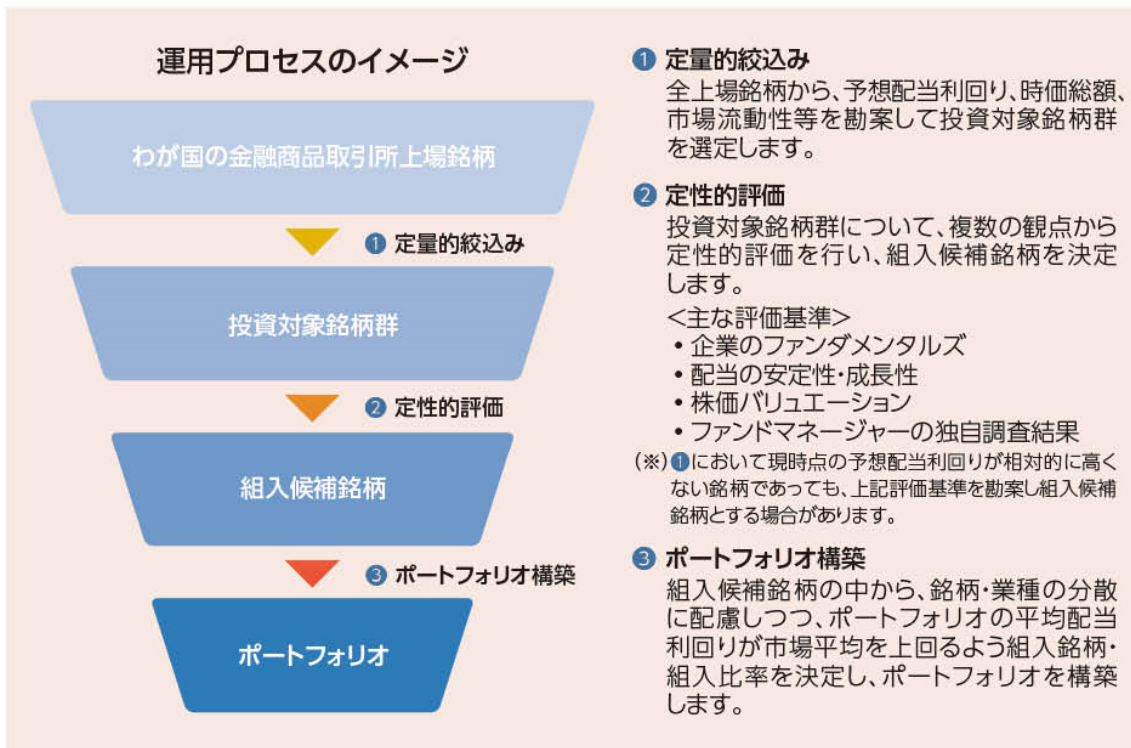 運用プロセスのイメージ
わが国の金融商品取引所上場銘柄
❶ 定量的絞込み
投資対象銘柄群
❷ 定性的評価
組入候補銘柄
❸ ポートフォリオ構築
ポートフォリオ
❶ 定量的絞込み
全上場銘柄から、予想配当利回り、時価総額、
市場流動性等を勘案して投資対象銘柄群
を選定します。
❷ 定性的評価
投資対象銘柄群について、複数の観点から
定性的評価を行い、組入候補銘柄を決定
します。
＜主な評価基準＞
• 企業のファンダメンタルズ
• 配当の安定性・成長性
• 株価バリュエーション
• ファンドマネージャーの独自調査結果
(※)❶において現時点の予想配当利回りが相対的に高く
ない銘柄であっても、上記評価基準を勘案し組入候補
銘柄とする場合があります。
❸ ポートフォリオ構築
組入候補銘柄の中から、銘柄・業種の分散
に配慮しつつ、ポートフォリオの平均配当
利回りが市場平均を上回るよう組入銘柄・
組入比率を決定し、ポートフォリオを構築
します。